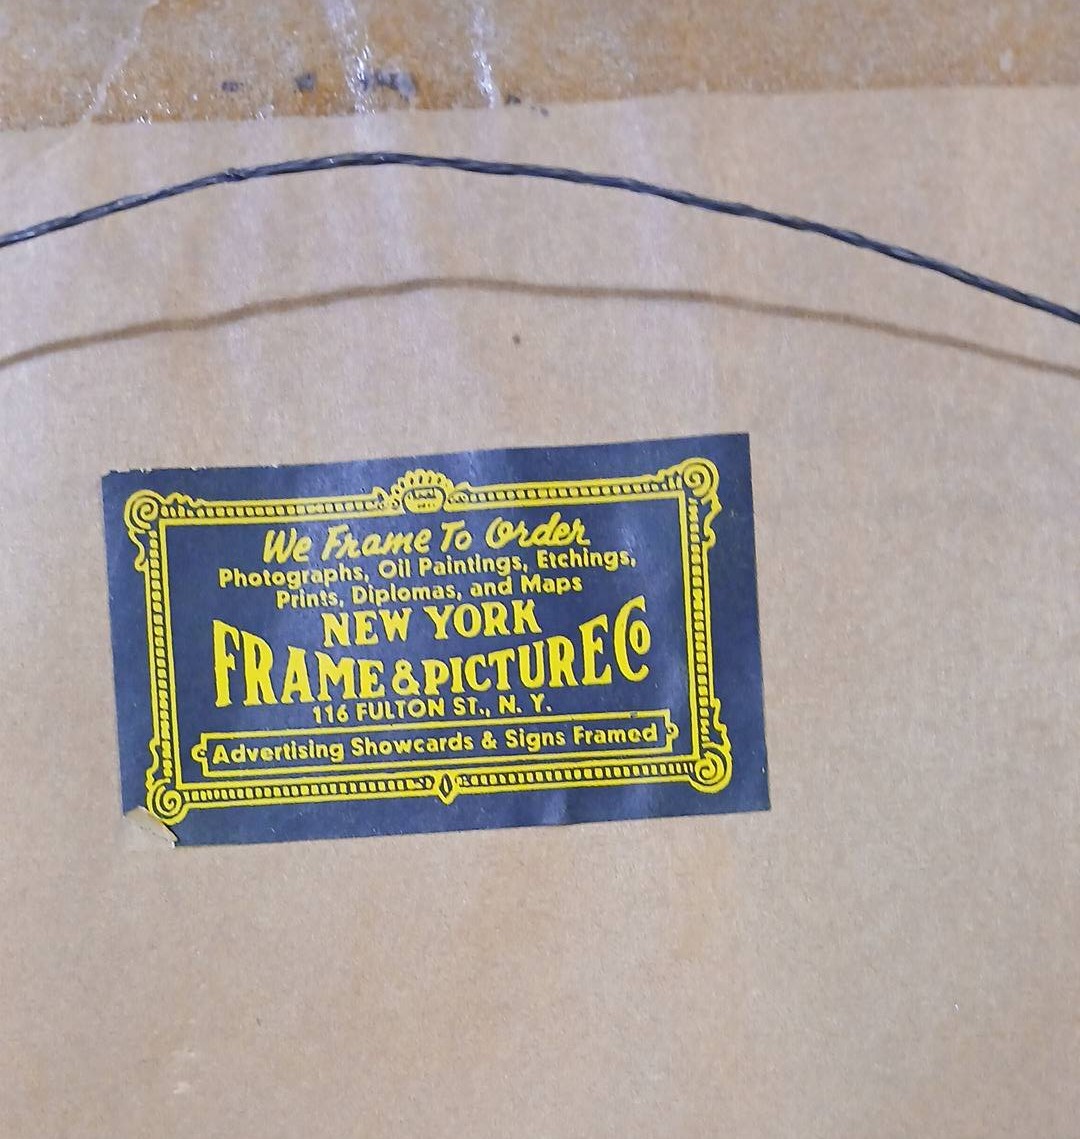 We Frame To Order
Photographs, Oil Paintings, Etchings,
Prints, Diplomas, and Maps
NEW YORK
FRAME & PICTURE Co
116 FULTON ST., N. Y.
Advertising Showcards & Signs Framed